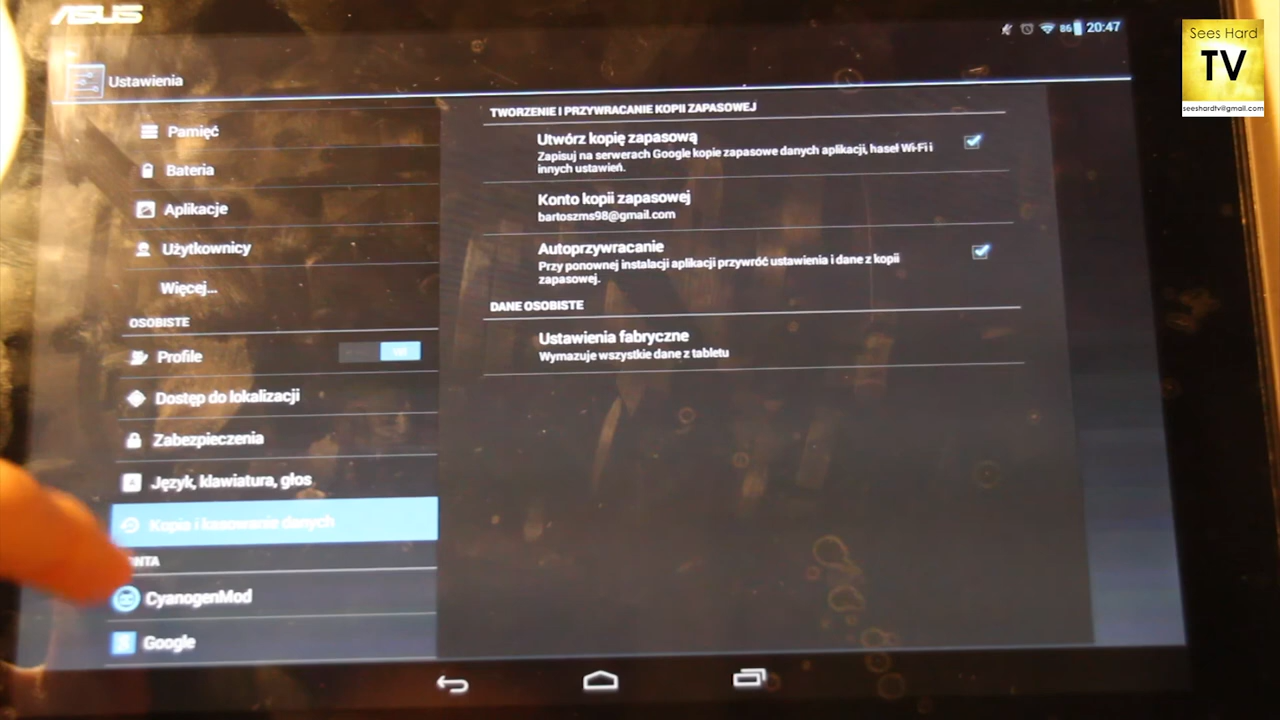 ASUS
86 20:47
Sees Hard
TV
seeshardtv@gmail.com
Ustawienia
Pamięć
Bateria
Aplikacje
Użytkownicy
Więcej...
OSOBISTE
Profile
Dostęp do lokalizacji
Zabezpieczenia
Język, klawiatura, głos
Kopia i kasowanie danych
NTA
CyanogenMod
Google
TWORZENIE I PRZYWRACANIE KOPII ZAPASOWEJ
Utwórz kopię zapasową
Zapisuj na serwerach Google kopie zapasowe danych aplikacji, haseł Wi-Fi i
innych ustawień.
Konto kopii zapasowej
bartoszms98@gmail.com
Autoprzywracanie
Przy ponownej instalacji aplikacji przywróć ustawienia i dane z kopii
zapasowej.
DANE OSOBISTE
Ustawienia fabryczne
Wymazuje wszystkie dane z tabletu